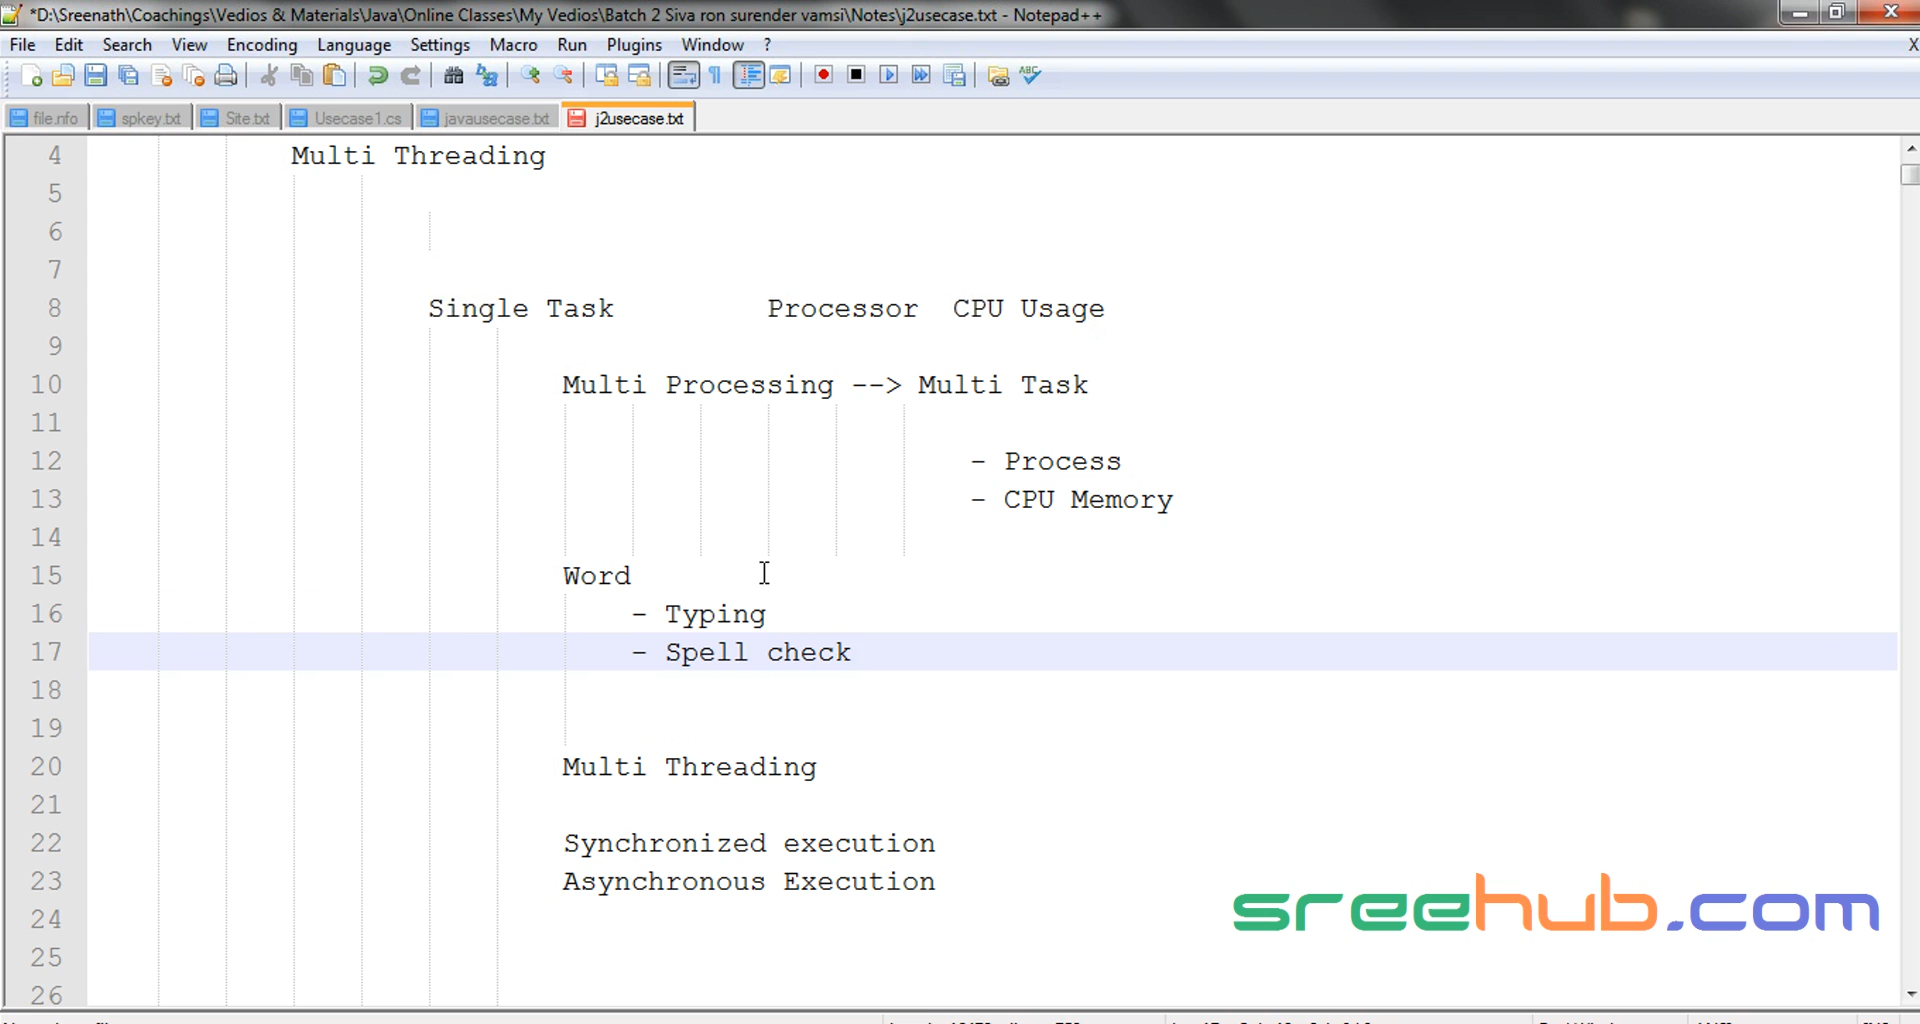 *D:\Sreenath\Coachings\Vedios & Materials\Java\Online Classes\My Vedios\Batch 2 Siva ron surender vamsi\Notes\j2usecase.txt - Notepad++
File Edit Search View Encoding Language Settings Macro Run Plugins Window ? X
file.nfo spkey.txt Site.txt Usecase1.cs javausecase.txt j2usecase.txt
4 Multi Threading
5
6
7
8 Single Task Processor CPU Usage
9
10 Multi Processing --> Multi Task
11
12 - Process
13 - CPU Memory
14
15 Word
16 - Typing
17 - Spell check
18
19
20 Multi Threading
21
22 Synchronized execution
23 Asynchronous Execution
24
25
26
sreehub.com